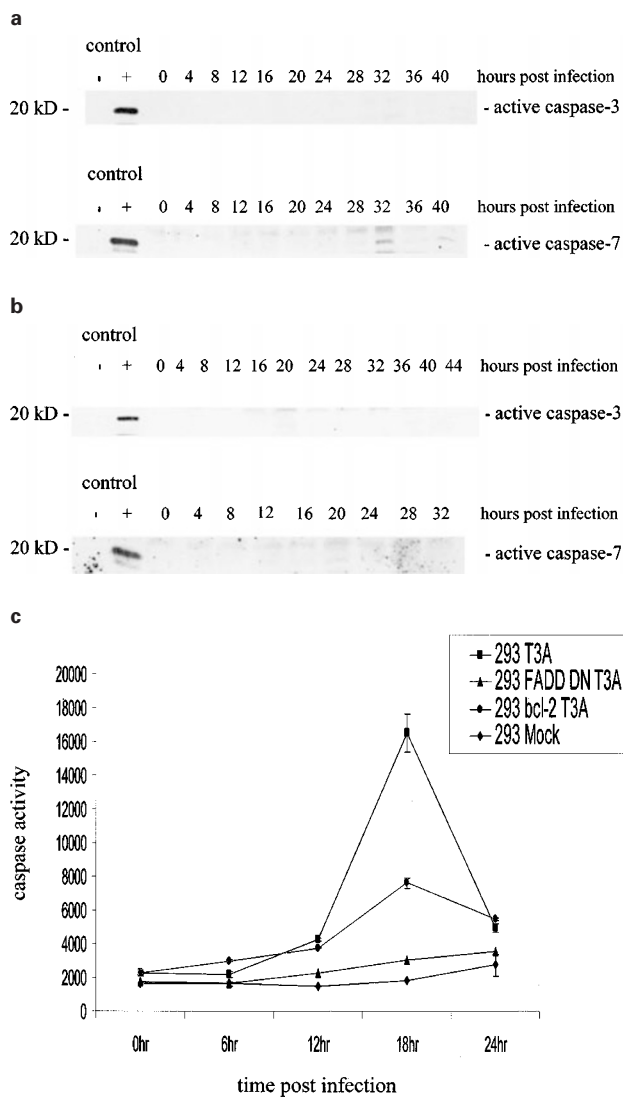 a
control
- + 0 4 8 12 16 20 24 28 32 36 40 hours post infection
20 kD - - active caspase-3
control
- + 0 4 8 12 16 20 24 28 32 36 40 hours post infection
20 kD - - active caspase-7
b
control
- + 0 4 8 12 16 20 24 28 32 36 40 44 hours post infection
20 kD - - active caspase-3
control
- + 0 4 8 12 16 20 24 28 32 hours post infection
20 kD - - active caspase-7
c
293 T3A
293 FADD DN T3A
293 bcl-2 T3A
293 Mock
20000
18000
16000
14000
12000
10000
8000
6000
4000
2000
0
caspase activity
0hr 6hr 12hr 18hr 24hr
time post infection